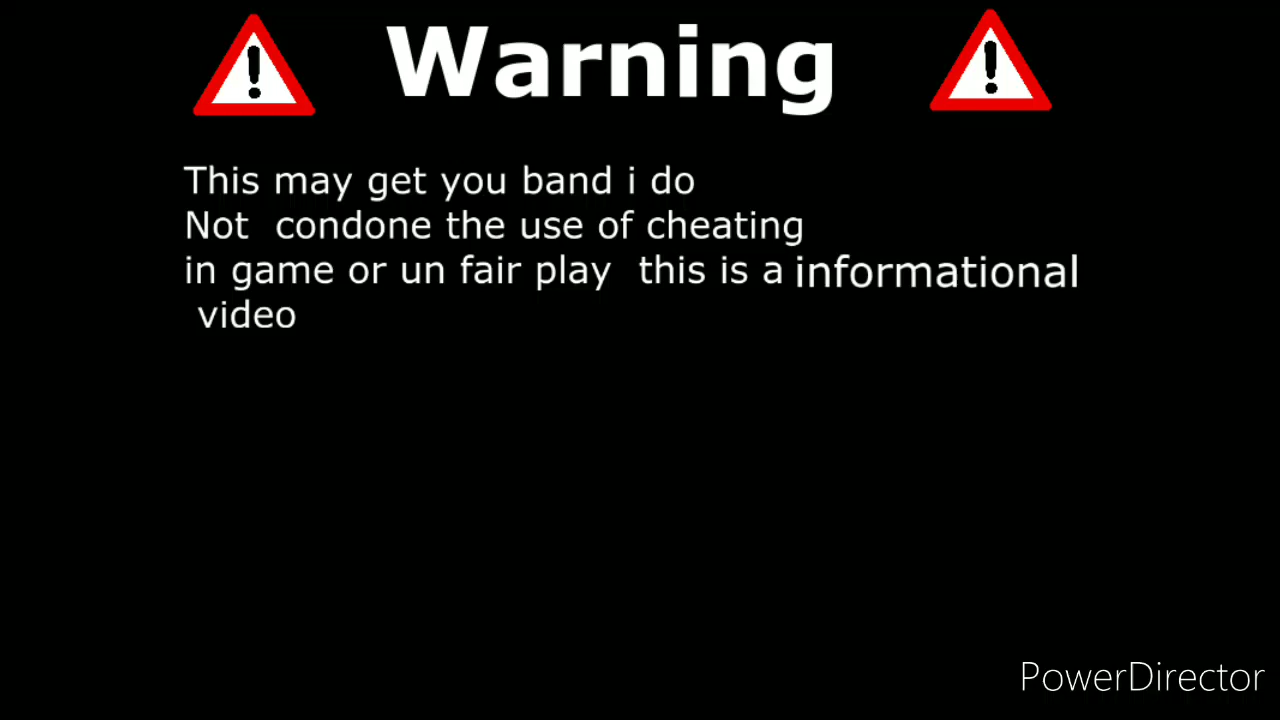 Warning
This may get you band i do
Not condone the use of cheating
in game or un fair play this is a informational
video
PowerDirector